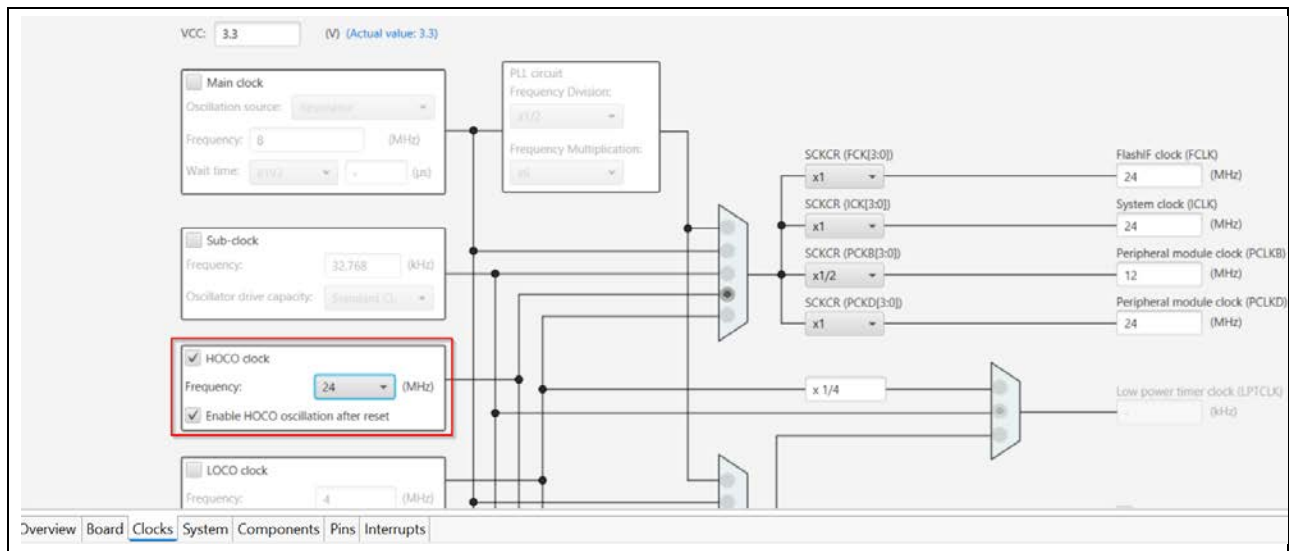 VCC: 3.3 (V) (Actual value: 3.3)
Main clock
Oscillation source: Resonator
Frequency: 8 (MHz)
Wait time: 8192 - (μs)
PLL circuit
Frequency Division:
x1/2
Frequency Multiplication:
x6
Sub-clock
Frequency: 32.768 (kHz)
Oscillator drive capacity: Standard CL
HOCO clock
Frequency: 24 (MHz)
Enable HOCO oscillation after reset
LOCO clock
Frequency: 4 (MHz)
SCKCR (FCK[3:0])
x1
SCKCR (ICK[3:0])
x1
SCKCR (PCKB[3:0])
x1/2
SCKCR (PCKD[3:0])
x1
x 1/4
FlashIF clock (FCLK)
24 (MHz)
System clock (ICLK)
24 (MHz)
Peripheral module clock (PCLKB)
12 (MHz)
Peripheral module clock (PCLKD)
24 (MHz)
Low power timer clock (LPTCLK)
(kHz)
Overview Board Clocks System Components Pins Interrupts